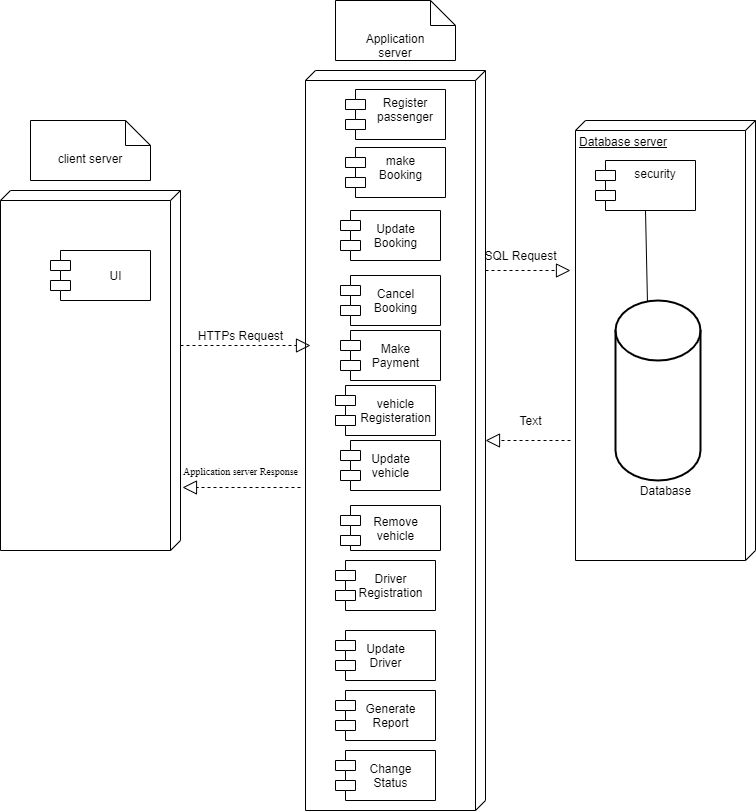 Application
server
client server
UI
HTTPs Request
Application server Response
Register
passenger
make
Booking
Update
Booking
Cancel
Booking
Make
Payment
vehicle
Registeration
Update
vehicle
Remove
vehicle
Driver
Registration
Update
Driver
Generate
Report
Change
Status
SQL Request
Text
Database server
security
Database